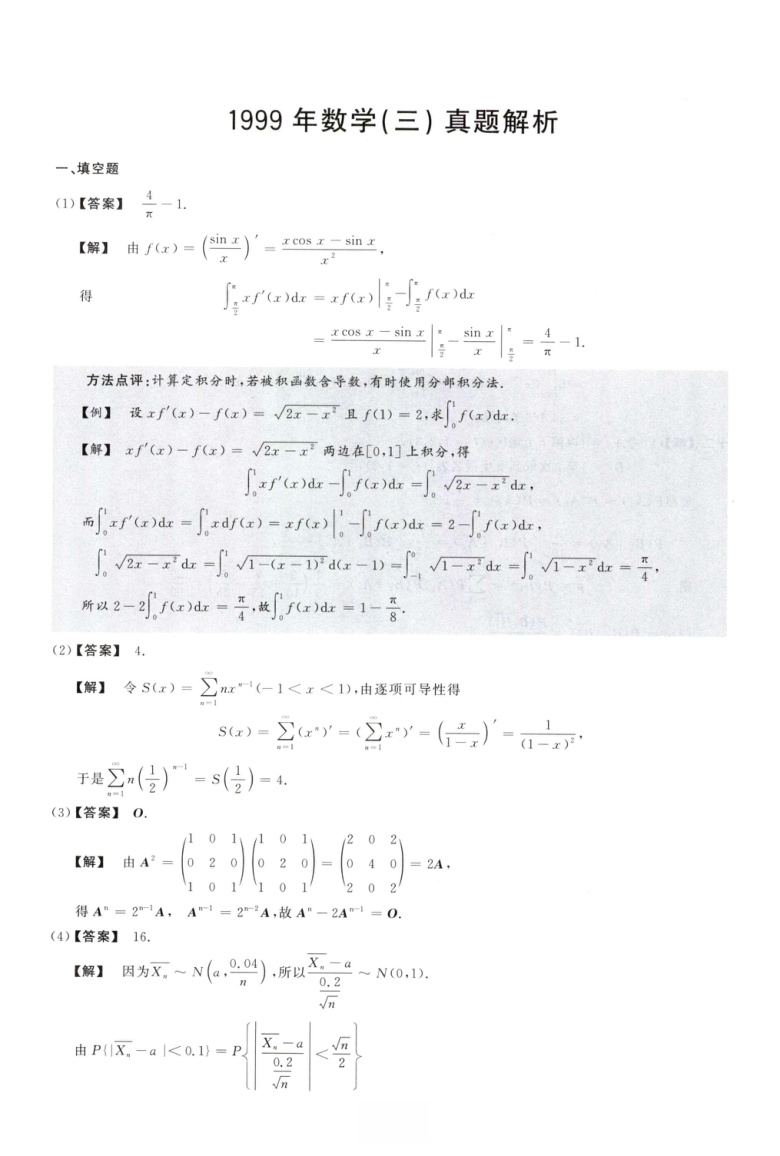 1999 年数学(三) 真题解析
一、填空题
(1)【答案】 4/π − 1.
【解】 由 f(x) = (sin x / x)′ = (x cos x − sin x)/x²,
得 ∫_{π/2}^{π} xf′(x)dx = xf(x)|_{π/2}^{π} − ∫_{π/2}^{π} f(x)dx
= (x cos x − sin x)/x |_{π/2}^{π} − sin x / x |_{π/2}^{π} = 4/π − 1.
方法点评:计算定积分时,若被积函数含导数,有时使用分部积分法.
【例】 设 xf′(x) − f(x) = √(2x − x²) 且 f(1) = 2,求∫_0^1 f(x)dx.
【解】 xf′(x) − f(x) = √(2x − x²) 两边在[0,1]上积分,得
∫_0^1 xf′(x)dx − ∫_0^1 f(x)dx = ∫_0^1 √(2x − x²) dx,
而∫_0^1 xf′(x)dx = ∫_0^1 xdf(x) = xf(x)|_0^1 − ∫_0^1 f(x)dx = 2 − ∫_0^1 f(x)dx,
∫_0^1 √(2x − x²) dx = ∫_0^1 √(1 − (x − 1)²) d(x − 1) = ∫_{−1}^0 √(1 − x²) dx = ∫_0^1 √(1 − x²) dx = π/4,
所以 2 − 2∫_0^1 f(x)dx = π/4,故∫_0^1 f(x)dx = 1 − π/8.
(2)【答案】 4.
【解】 令 S(x) = ∑_{n=1}^{∞} nx^{n−1}(−1 < x < 1),由逐项可导性得
S(x) = ∑_{n=1}^{∞} (xⁿ)′ = (∑_{n=1}^{∞} xⁿ)′ = (x/(1 − x))′ = 1/(1 − x)²,
于是∑_{n=1}^{∞} n(1/2)^{n−1} = S(1/2) = 4.
(3)【答案】 O.
【解】 由 A² = (1 0 1; 0 2 0; 1 0 1)(1 0 1; 0 2 0; 1 0 1) = (2 0 2; 0 4 0; 2 0 2) = 2A,
得 Aⁿ = 2^{n−1}A, A^{n−1} = 2^{n−2}A,故 Aⁿ − 2A^{n−1} = O.
(4)【答案】 16.
【解】 因为X̄ₙ ~ N(a, 0.04/n),所以 (X̄ₙ − a)/(0.2/√n) ~ N(0,1).
由 P{|X̄ₙ − a| < 0.1} = P{|(X̄ₙ − a)/(0.2/√n)| < √n/2}